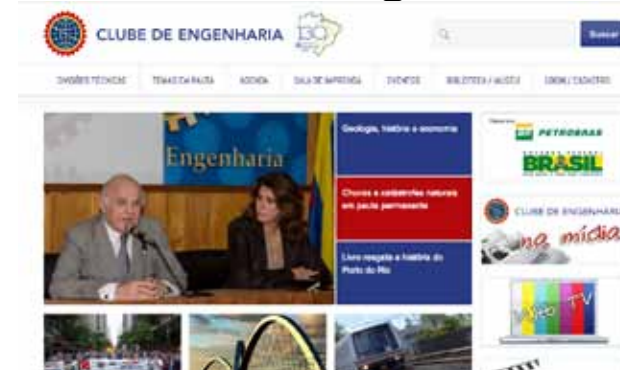 CLUBE DE ENGENHARIA
130
Buscar
DIVISÕES TÉCNICAS
TEMAS EM PAUTA
AGENDA
SALA DE IMPRENSA
EVENTOS
BIBLIOTECA / MUSEU
LOGIN / CADASTRO
Engenharia
Geologia, história e economia
Chuvas e catástrofes naturais
em pauta permanente
Livro resgata a história do
Porto do Rio
PETROBRAS
BR
BRASIL
CLUBE DE ENGENHARIA
na mídia
Vídeo TV